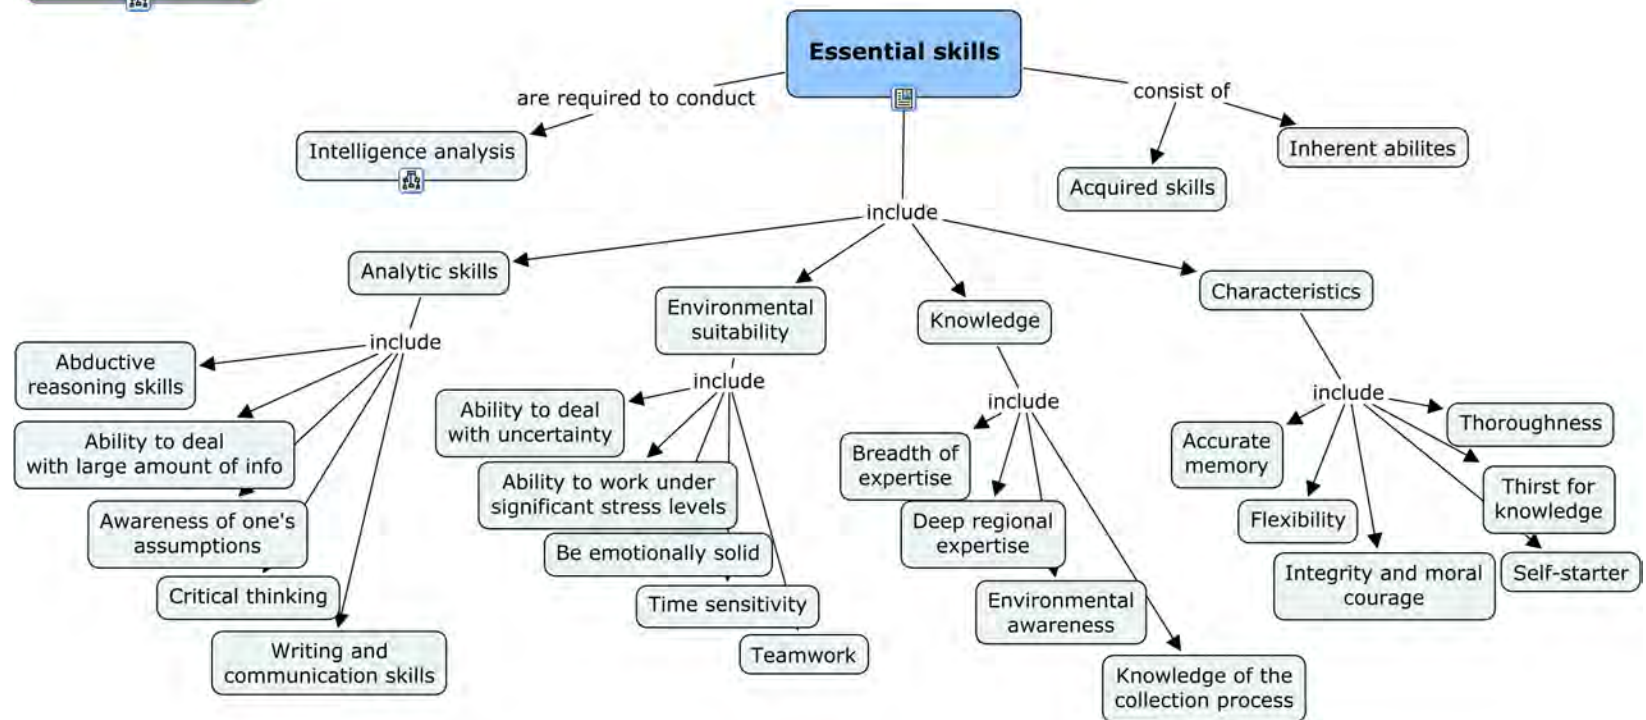 Essential skills
are required to conduct
consist of
Intelligence analysis
Inherent abilites
Acquired skills
include
Analytic skills
Environmental
suitability
Knowledge
Characteristics
include
Abductive
reasoning skills
Ability to deal
with large amount of info
Awareness of one's
assumptions
Critical thinking
Writing and
communication skills
include
Ability to deal
with uncertainty
Ability to work under
significant stress levels
Be emotionally solid
Time sensitivity
Teamwork
include
Breadth of
expertise
Deep regional
expertise
Environmental
awareness
Knowledge of the
collection process
include
Accurate
memory
Flexibility
Integrity and moral
courage
Thoroughness
Thirst for
knowledge
Self-starter